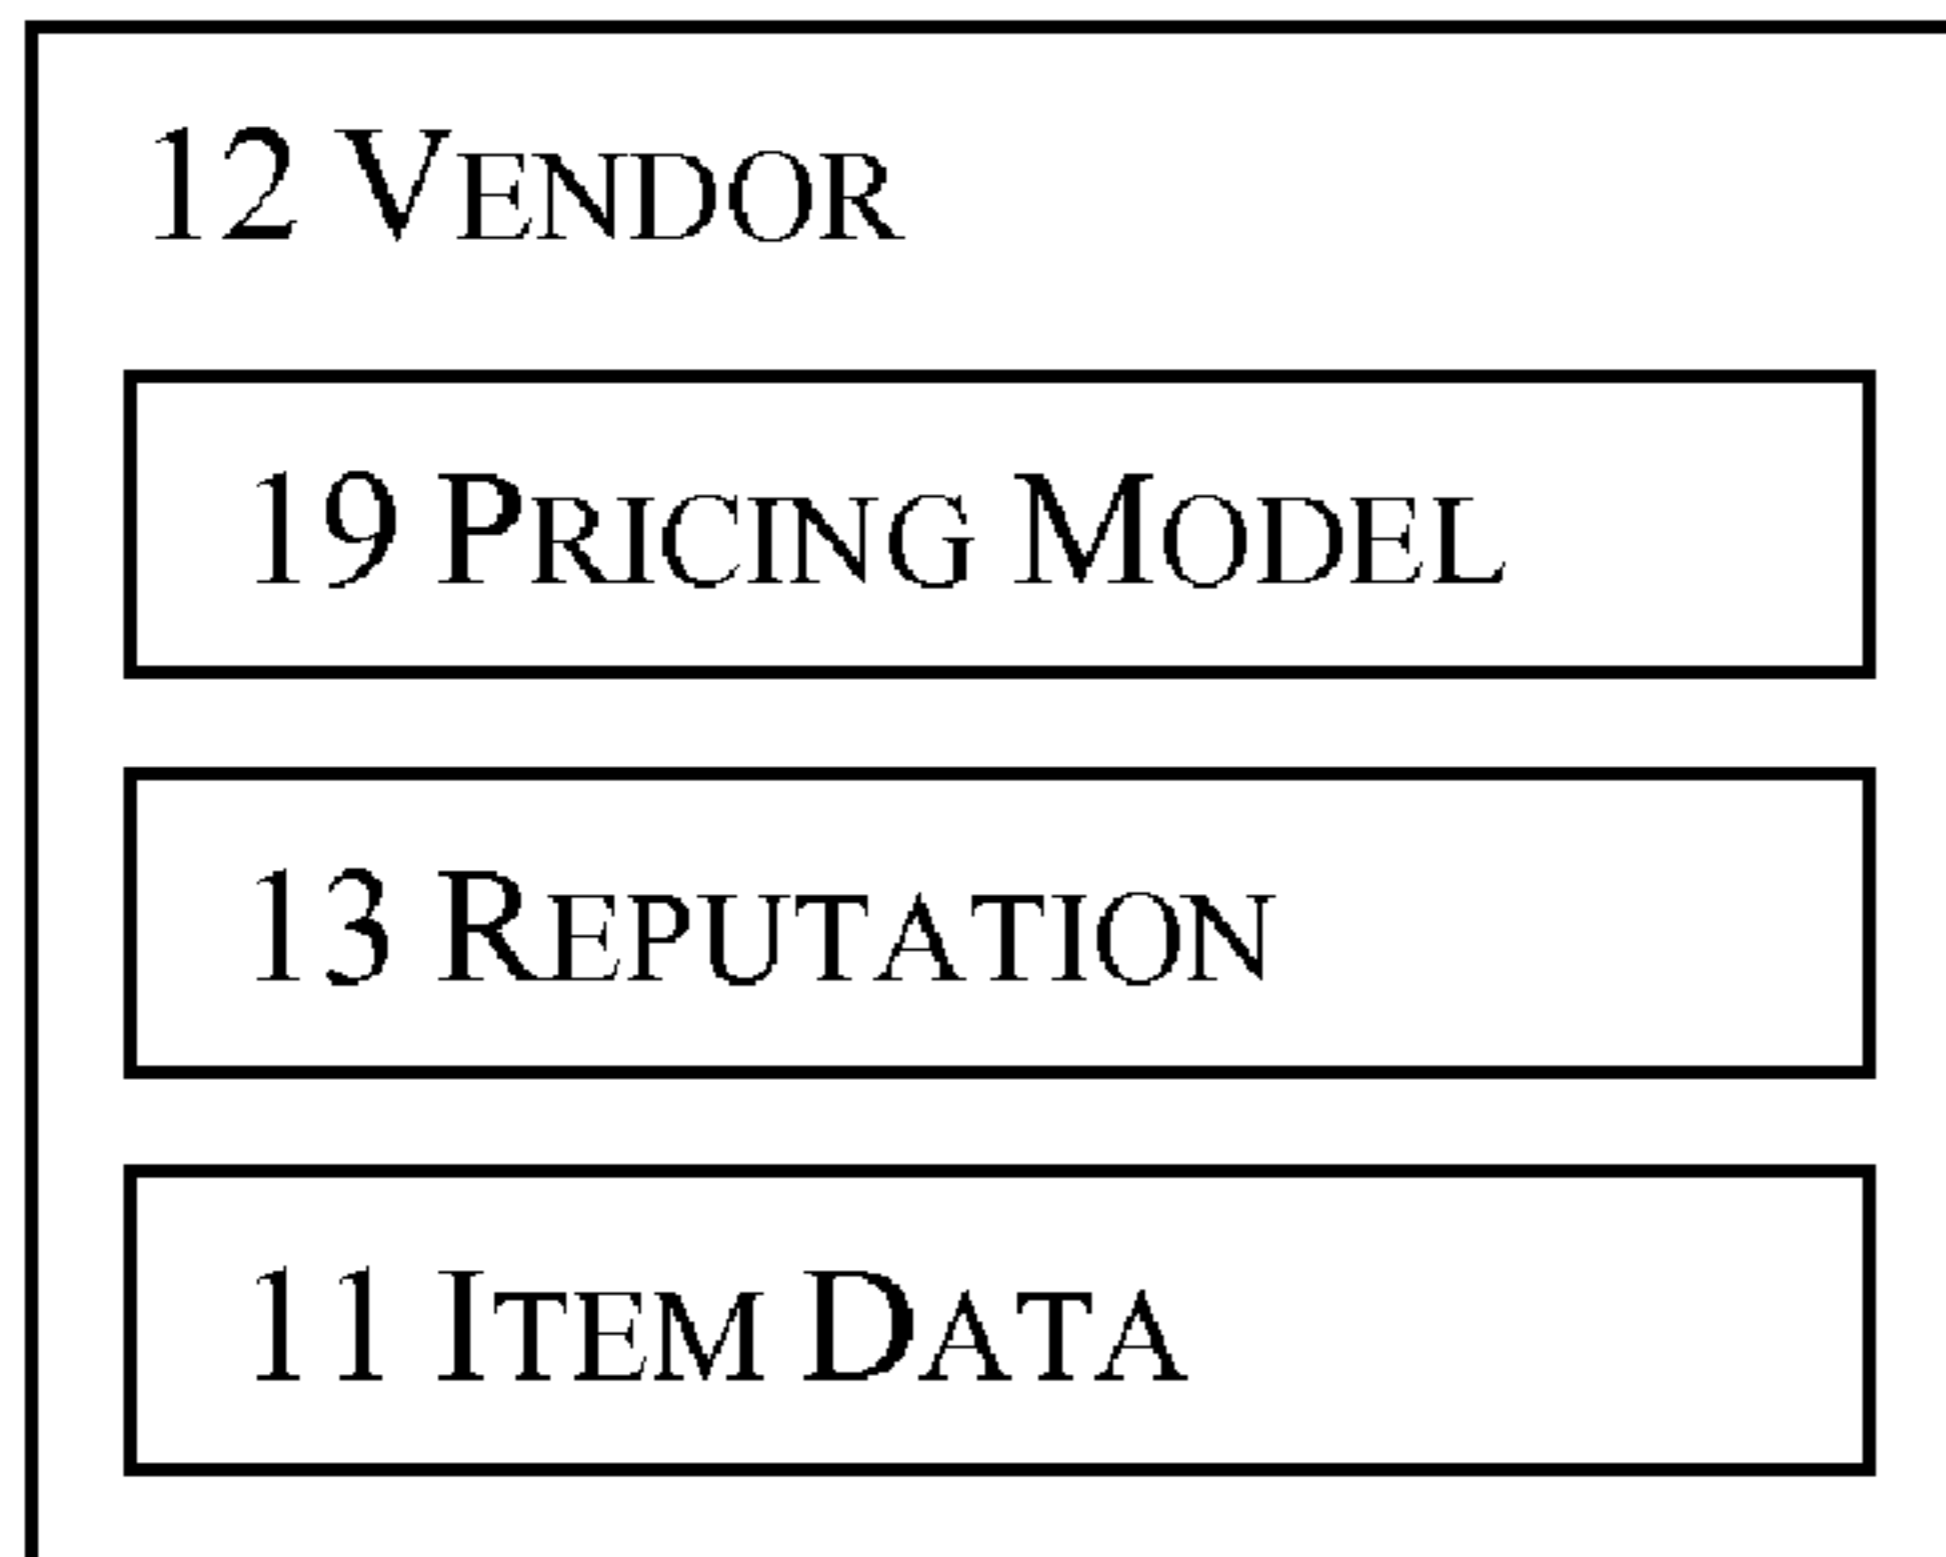 12 VENDOR
19 PRICING MODEL
13 REPUTATION
11 ITEM DATA